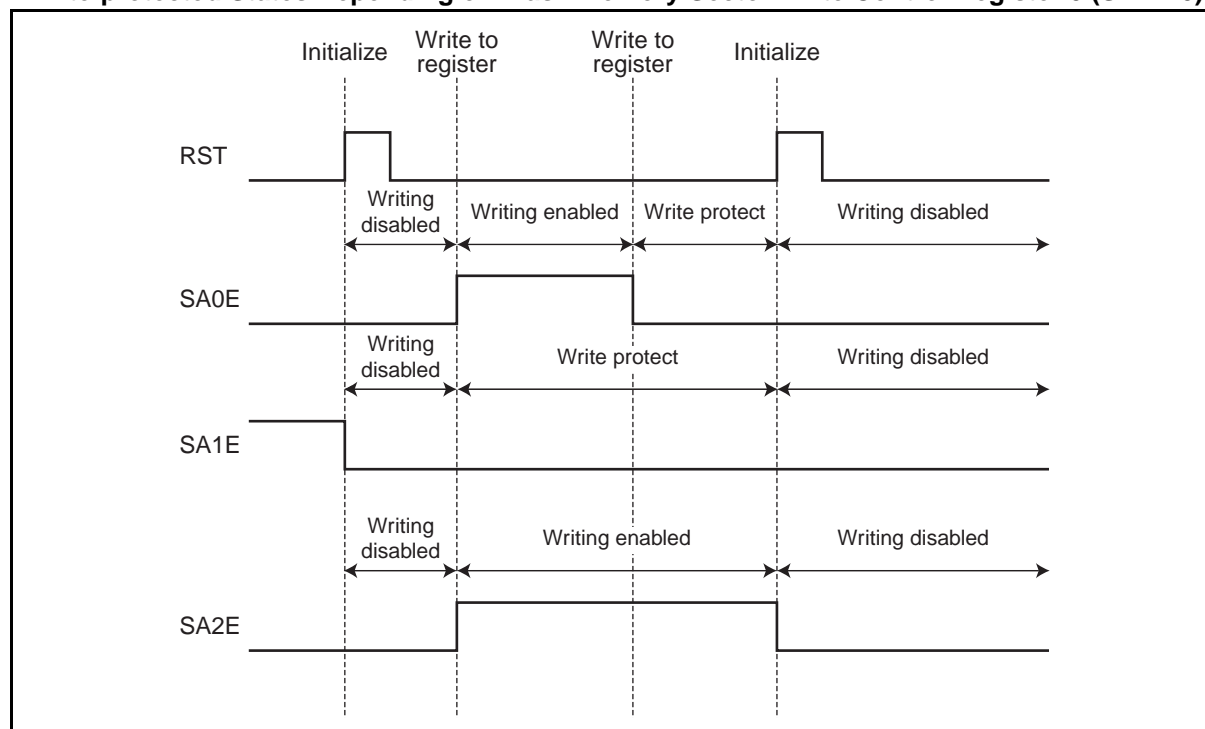 Initialize
Write to
register
Write to
register
Initialize
RST
Writing
disabled
Writing enabled
Write protect
Writing disabled
SA0E
Writing
disabled
Write protect
Writing disabled
SA1E
Writing
disabled
Writing enabled
Writing disabled
SA2E